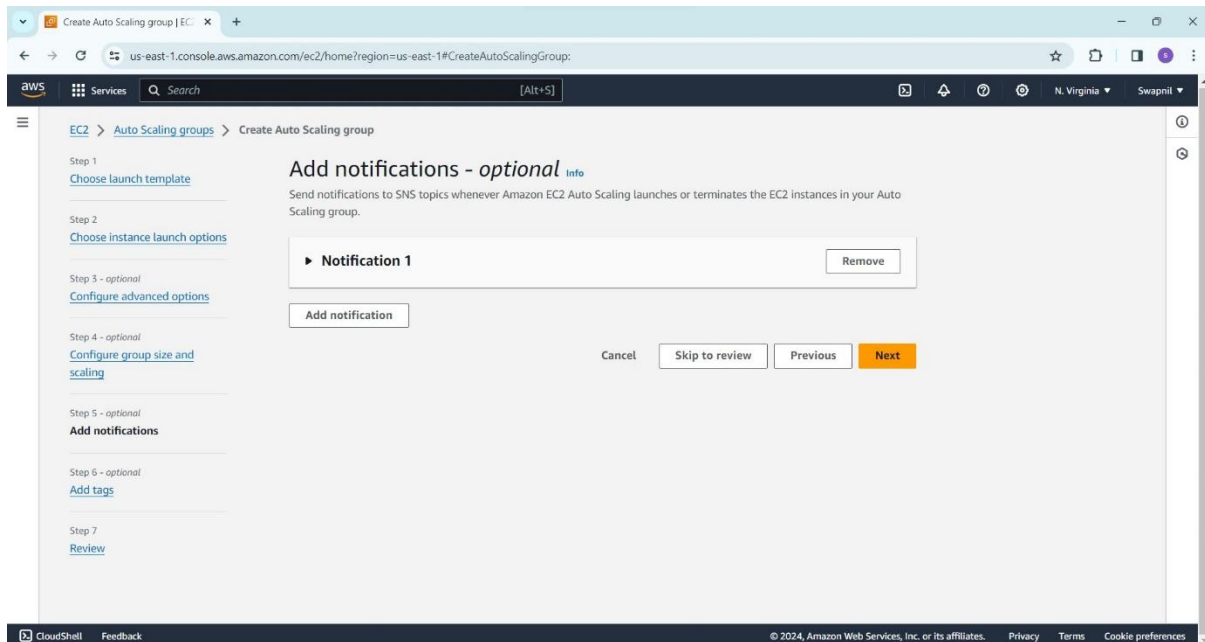 Create Auto Scaling group | EC
us-east-1.console.aws.amazon.com/ec2/home?region=us-east-1#CreateAutoScalingGroup:
aws Services Search [Alt+S] N. Virginia Swapnil
EC2 > Auto Scaling groups > Create Auto Scaling group
Step 1
Choose launch template
Step 2
Choose instance launch options
Step 3 - optional
Configure advanced options
Step 4 - optional
Configure group size and
scaling
Step 5 - optional
Add notifications
Step 6 - optional
Add tags
Step 7
Review
Add notifications - optional Info
Send notifications to SNS topics whenever Amazon EC2 Auto Scaling launches or terminates the EC2 instances in your Auto
Scaling group.
Notification 1 Remove
Add notification
Cancel Skip to review Previous Next
CloudShell Feedback © 2024, Amazon Web Services, Inc. or its affiliates. Privacy Terms Cookie preferences